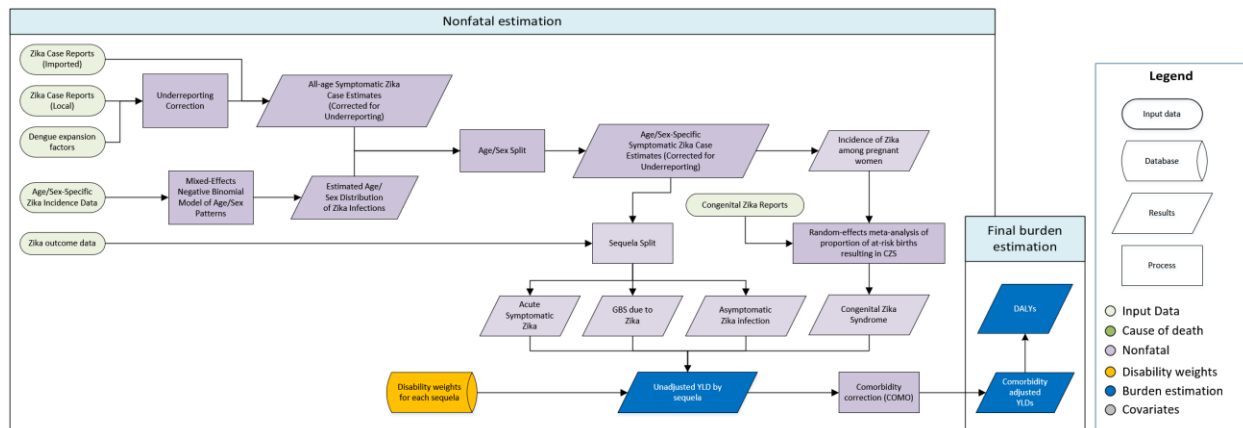 Nonfatal estimation
Zika Case Reports
(Imported)
Zika Case Reports
(Local)
Dengue expansion
factors
Underreporting
Correction
All-age Symptomatic Zika
Case Estimates
(Corrected for
Underreporting)
Age/Sex-Specific
Zika Incidence Data
Mixed-Effects
Negative Binomial
Model of Age/Sex
Patterns
Estimated Age/
Sex Distribution
of Zika Infections
Age/Sex Split
Age/Sex-Specific
Symptomatic Zika Case
Estimates (Corrected for
Underreporting)
Incidence of Zika
among pregnant
women
Zika outcome data
Sequela Split
Congenital Zika Reports
Random-effects meta-analysis of
proportion of at-risk births
resulting in CZS
Acute
Symptomatic
Zika
GBS due to
Zika
Asymptomatic
Zika infection
Congenital Zika
Syndrome
Disability weights
for each sequela
Unadjusted YLD by
sequela
Comorbidity
correction (COMO)
Final burden
estimation
DALYs
Comorbidity
adjusted
YLDs
Legend
Input data
Database
Results
Process
Input Data
Cause of death
Nonfatal
Disability weights
Burden estimation
Covariates